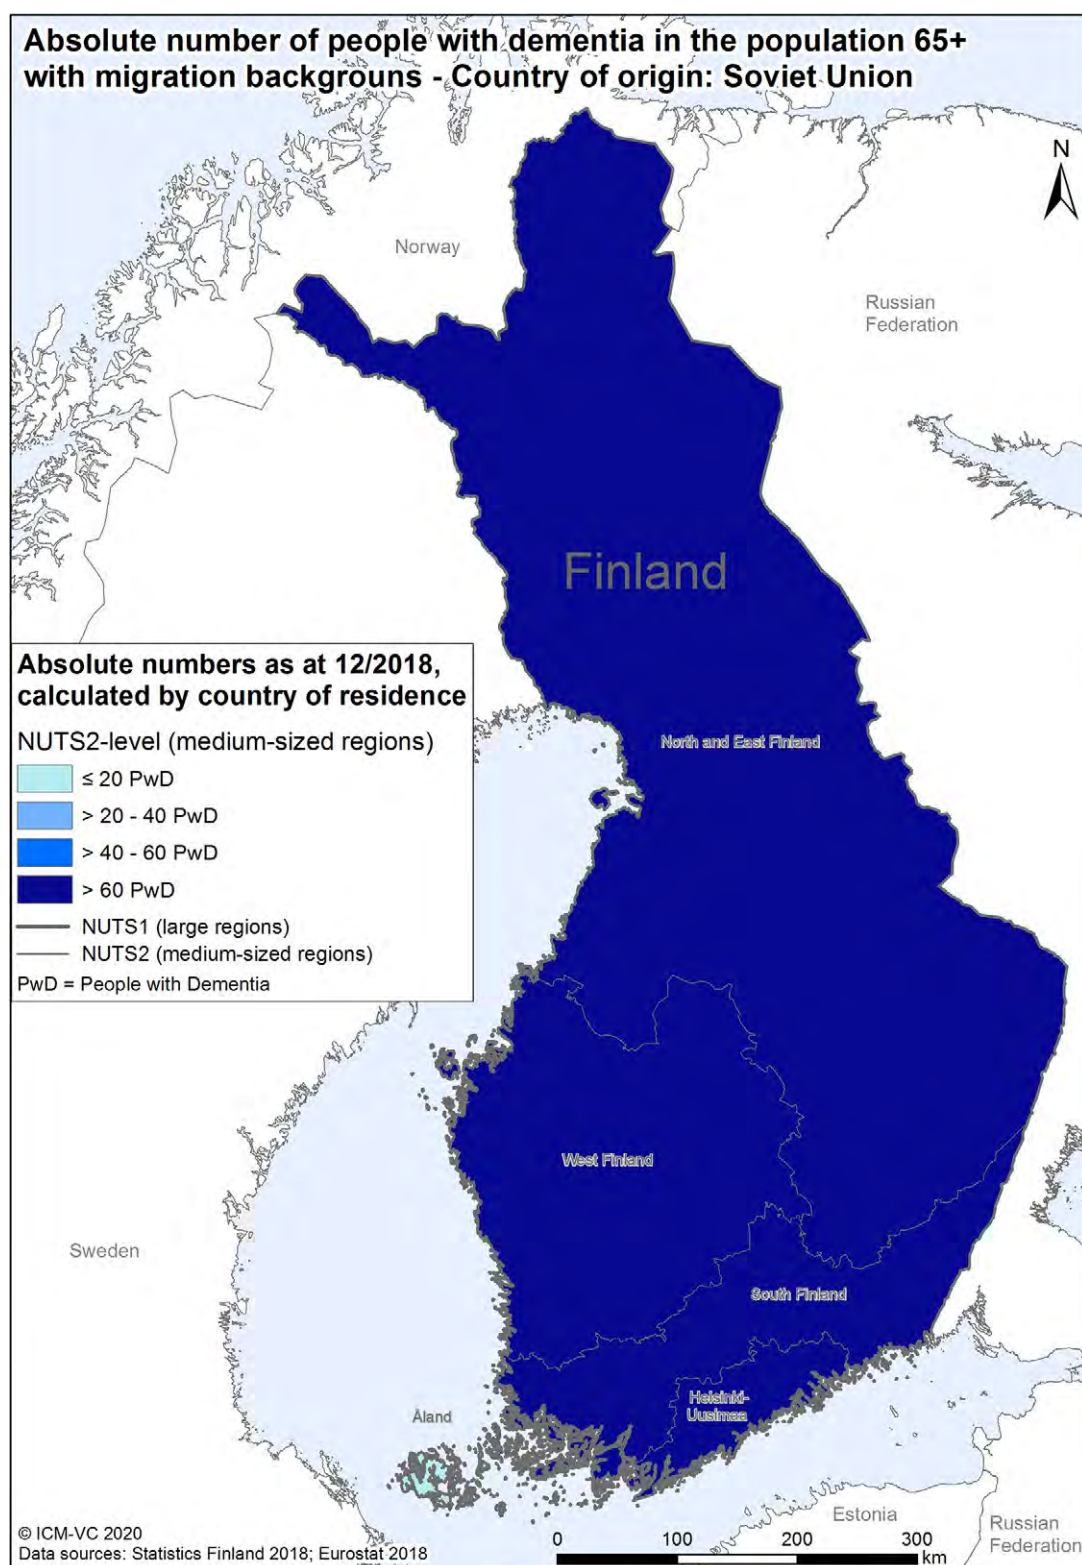 Absolute number of people with dementia in the population 65+
with migration backgrouns - Country of origin: Soviet Union
N
Norway
Russian
Federation
Finland
Absolute numbers as at 12/2018,
calculated by country of residence
NUTS2-level (medium-sized regions)
≤ 20 PwD
> 20 - 40 PwD
> 40 - 60 PwD
> 60 PwD
NUTS1 (large regions)
NUTS2 (medium-sized regions)
PwD = People with Dementia
North and East Finland
West Finland
Sweden
South Finland
Helsinki-
Uusimaa
Åland
Estonia
Russian
Federation
© ICM-VC 2020
Data sources: Statistics Finland 2018; Eurostat 2018
0 100 200 300
km